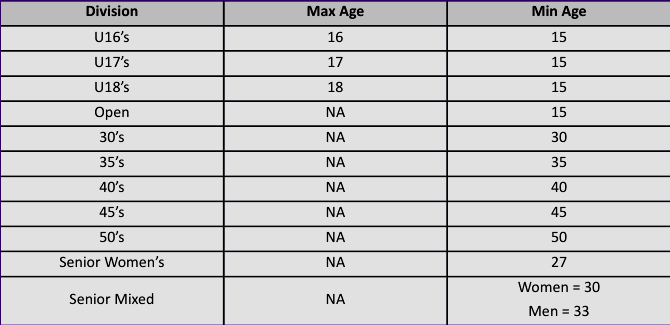 Division Max Age Min Age
U16’s 16 15
U17’s 17 15
U18’s 18 15
Open NA 15
30’s NA 30
35’s NA 35
40’s NA 40
45’s NA 45
50’s NA 50
Senior Women’s NA 27
Senior Mixed NA Women = 30
Men = 33